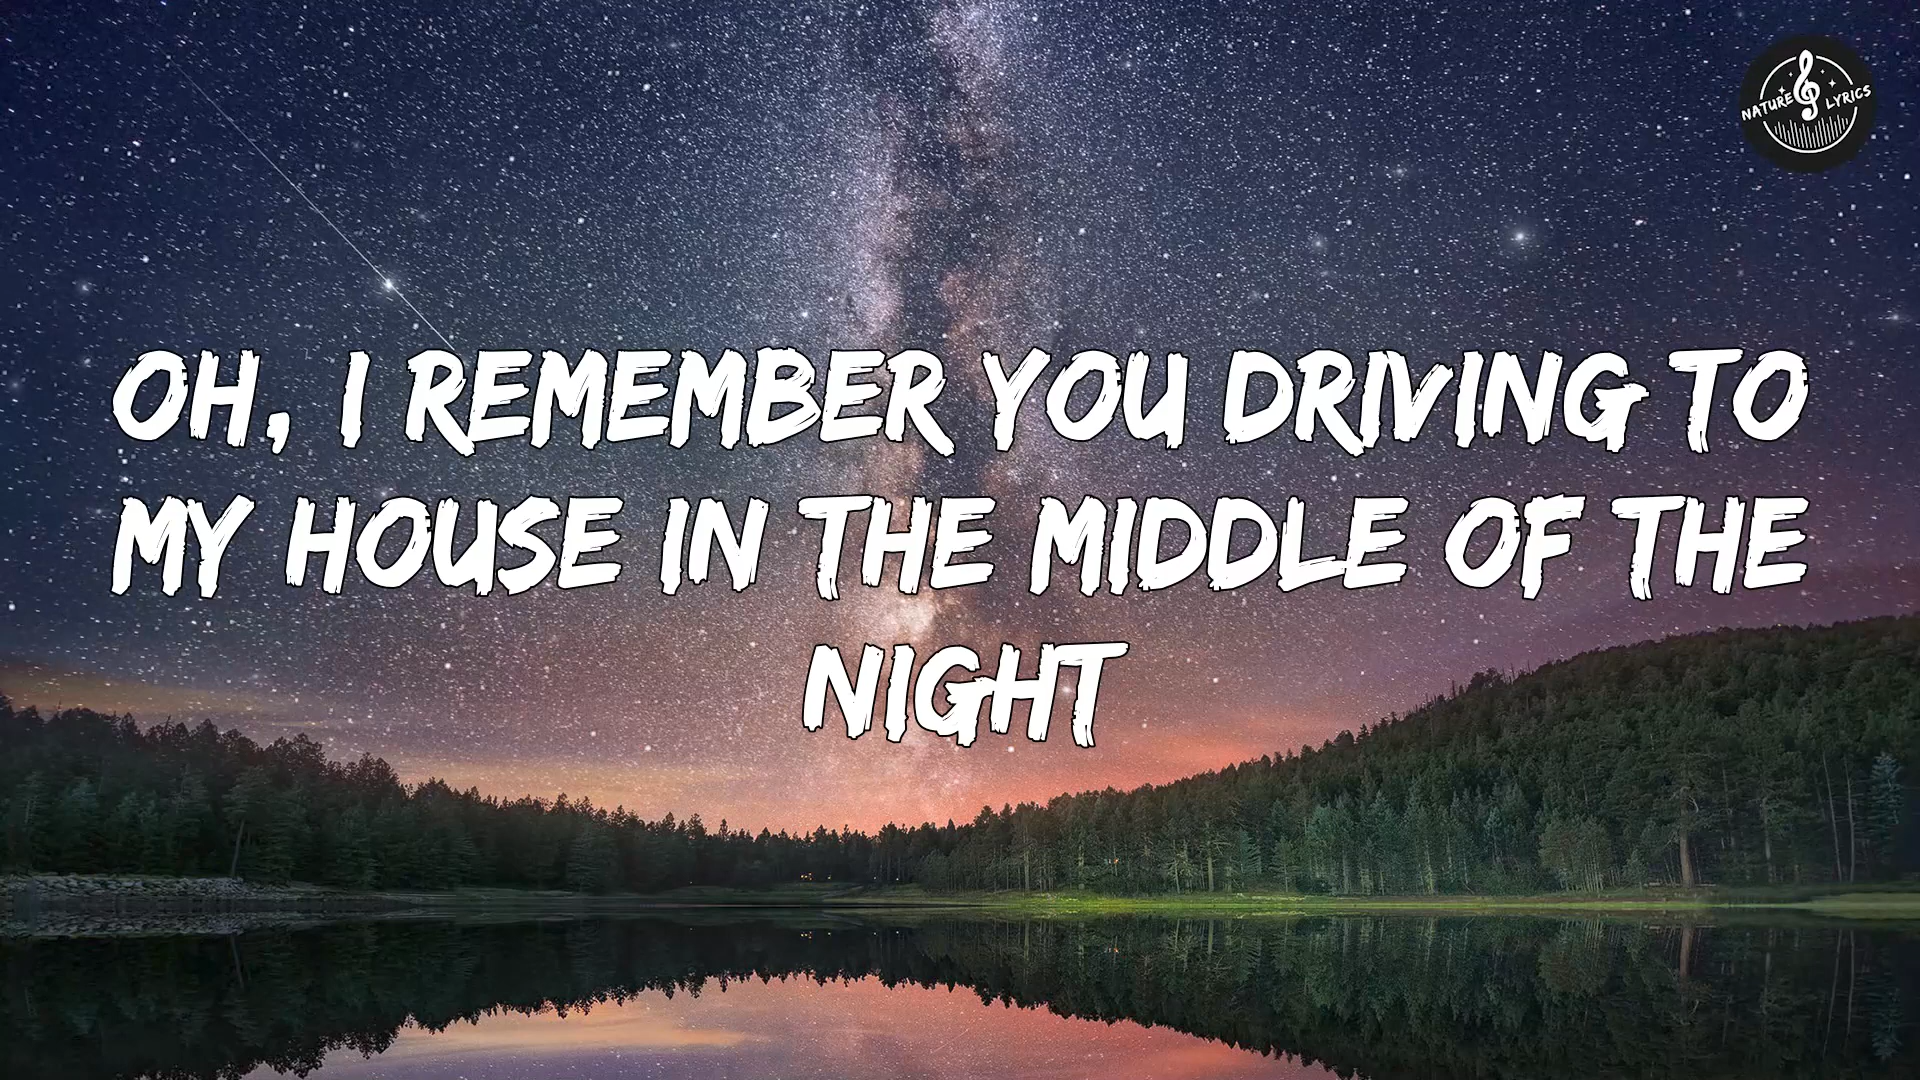 NATURE LYRICS
OH, I REMEMBER YOU DRIVING TO
MY HOUSE IN THE MIDDLE OF THE
NIGHT